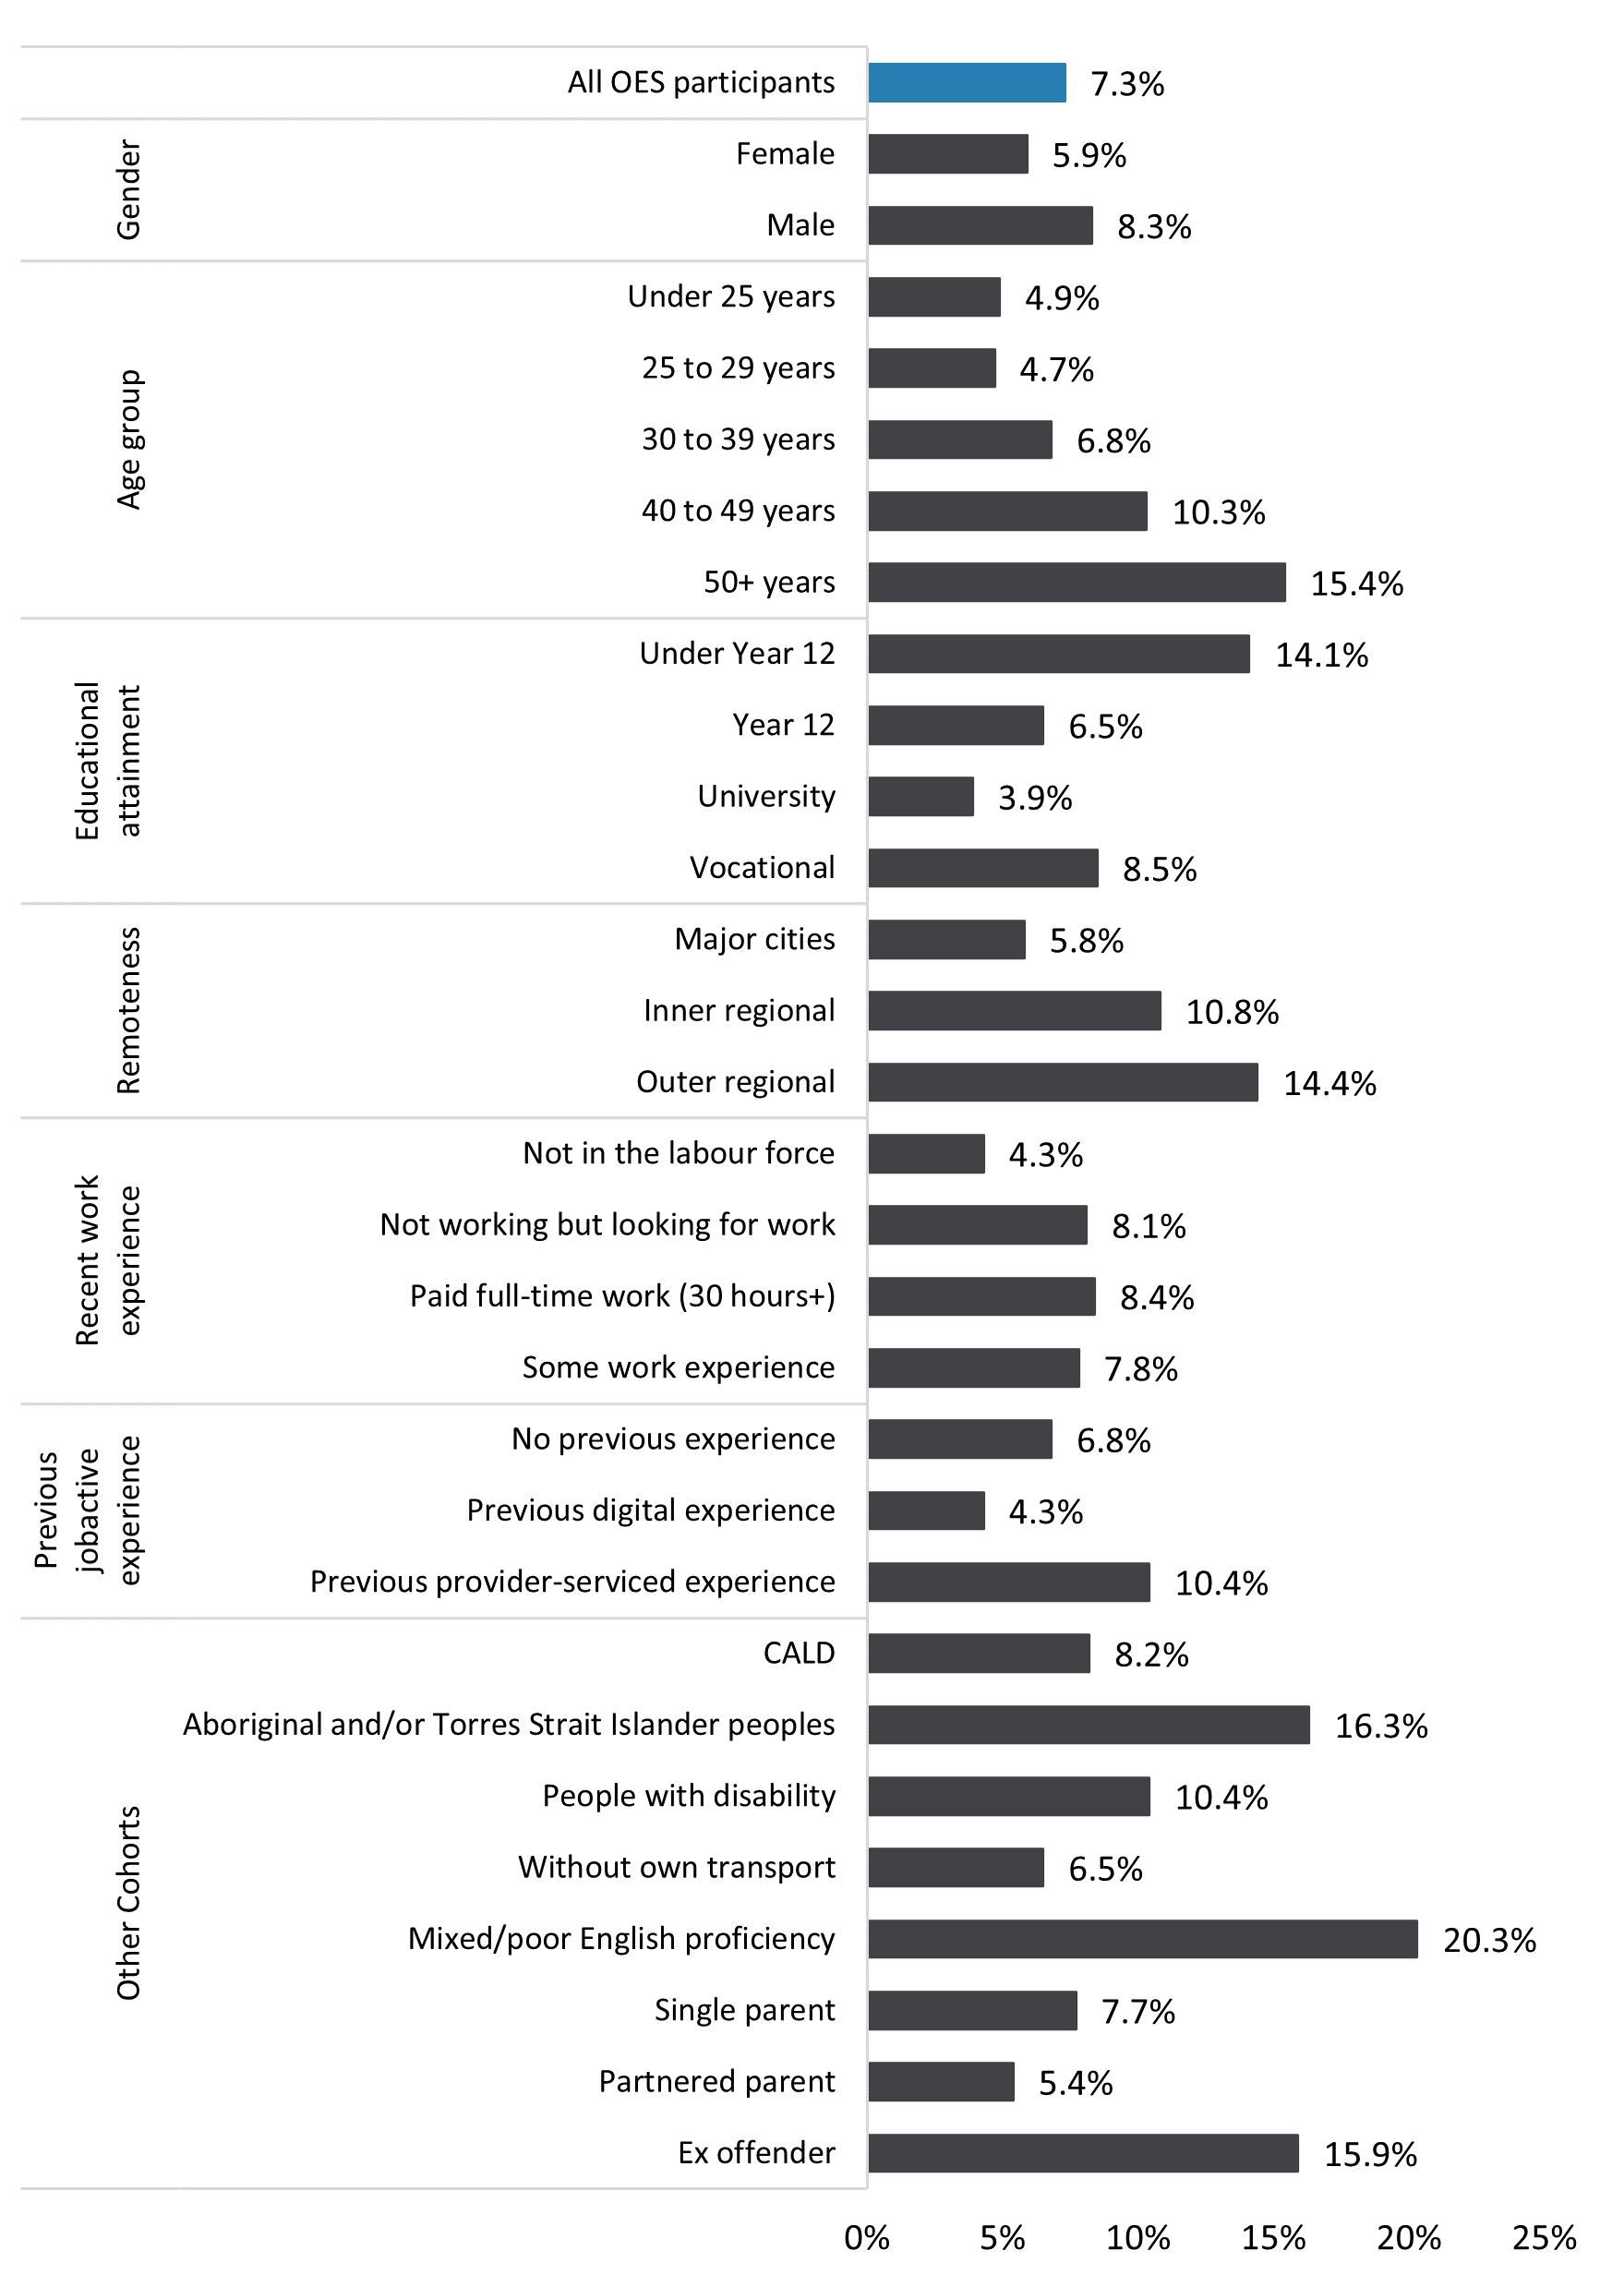 All OES participants 7.3%
Gender
Female 5.9%
Male 8.3%
Age group
Under 25 years 4.9%
25 to 29 years 4.7%
30 to 39 years 6.8%
40 to 49 years 10.3%
50+ years 15.4%
Educational
attainment
Under Year 12 14.1%
Year 12 6.5%
University 3.9%
Vocational 8.5%
Remoteness
Major cities 5.8%
Inner regional 10.8%
Outer regional 14.4%
Recent work
experience
Not in the labour force 4.3%
Not working but looking for work 8.1%
Paid full-time work (30 hours+) 8.4%
Some work experience 7.8%
Previous
jobactive
experience
No previous experience 6.8%
Previous digital experience 4.3%
Previous provider-serviced experience 10.4%
Other Cohorts
CALD 8.2%
Aboriginal and/or Torres Strait Islander peoples 16.3%
People with disability 10.4%
Without own transport 6.5%
Mixed/poor English proficiency 20.3%
Single parent 7.7%
Partnered parent 5.4%
Ex offender 15.9%
0% 5% 10% 15% 20% 25%